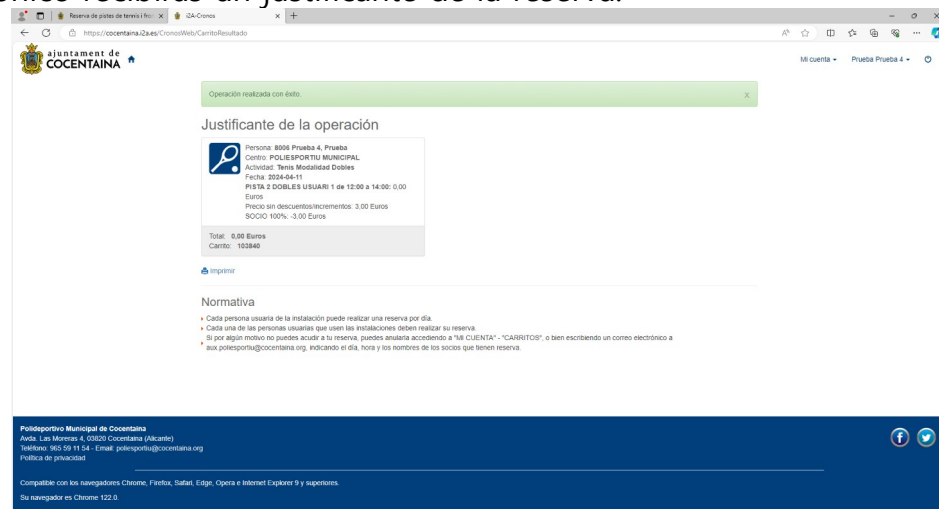 Reserva de pistes de tennis i fron
i2A-Cronos
https://cocentaina.i2a.es/CronosWeb/CarritoResultado
ajuntament de
COCENTAINA
Mi cuenta
Prueba Prueba 4
Operación realizada con éxito.
X
Justificante de la operación
Persona: 8006 Prueba 4, Prueba
Centro: POLIESPORTIU MUNICIPAL
Actividad: Tenis Modalidad Dobles
Fecha: 2024-04-11
PISTA 2 DOBLES USUARI 1 de 12:00 a 14:00: 0,00
Euros
Precio sin descuentos/incrementos: 3,00 Euros
SOCIO 100%: -3,00 Euros
Total: 0,00 Euros
Carrito: 103840
Imprimir
Normativa
Cada persona usuaria de la instalación puede realizar una reserva por día.
Cada una de las personas usuarias que usen las instalaciones deben realizar su reserva.
Si por algún motivo no puedes acudir a tu reserva, puedes anularla accediendo a "MI CUENTA" - "CARRITOS", o bien escribiendo un correo electrónico a
aux.poliesportiu@cocentaina.org, indicando el día, hora y los nombres de los socios que tienen reserva.
Polideportivo Municipal de Cocentaina
Avda. Las Moreras 4, 03820 Cocentaina (Alicante)
Teléfono: 965 59 11 54 - Email: poliesportiu@cocentaina.org
Política de privacidad
Compatible con los navegadores Chrome, Firefox, Safari, Edge, Opera e Internet Explorer 9 y superiores.
Su navegador es Chrome 122.0.